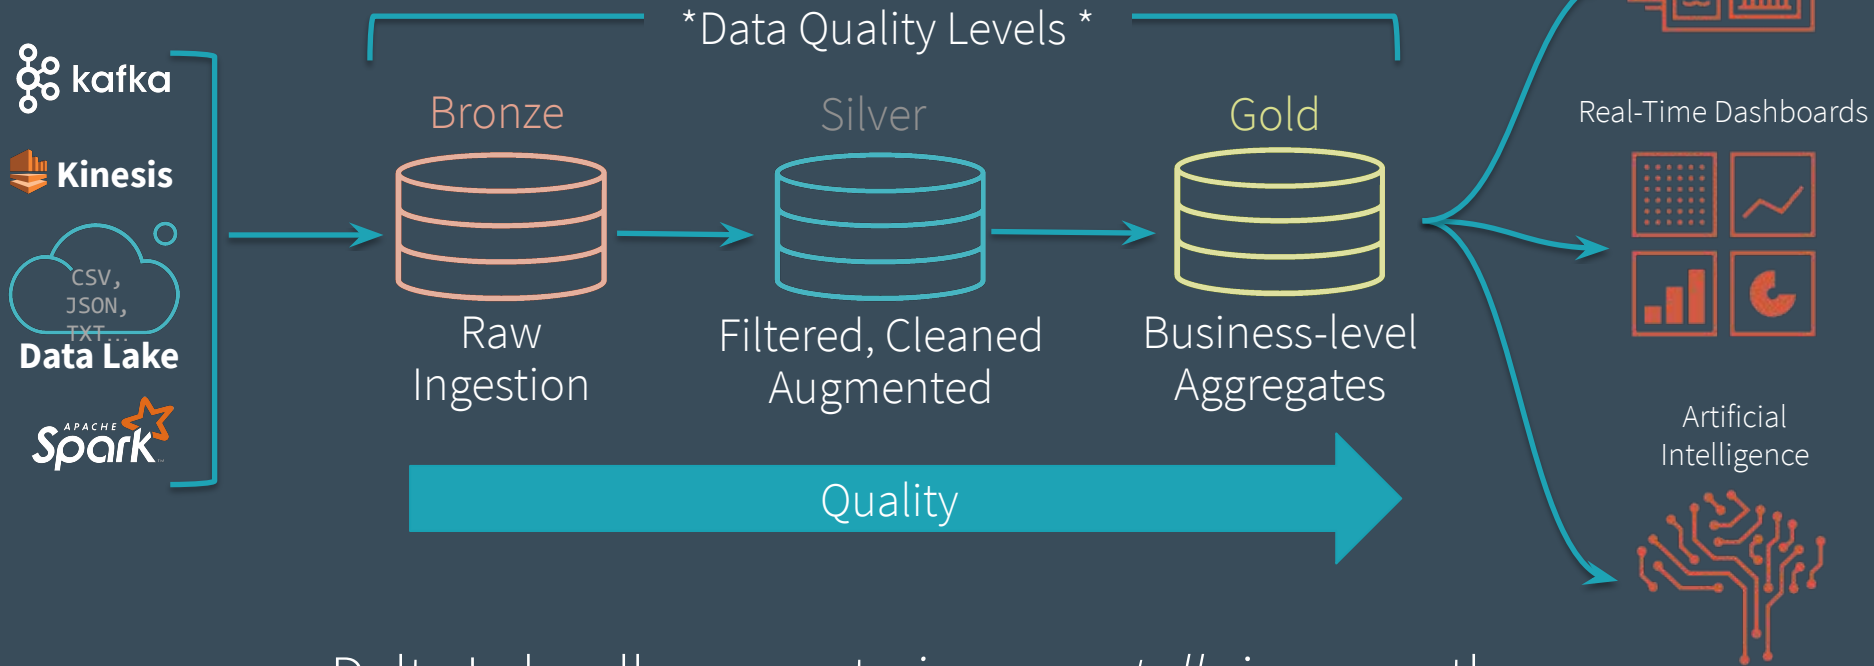 *Data Quality Levels *
kafka
Kinesis
CSV,
JSON,
TXT...
Data Lake
APACHE
Spark
Bronze
Raw
Ingestion
Silver
Filtered, Cleaned
Augmented
Gold
Business-level
Aggregates
Quality
Real-Time Dashboards
Artificial
Intelligence